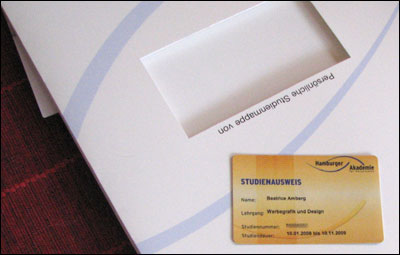 Persönliche Studienmappe von
Hamburger Akademie
STUDIENAUSWEIS
Name: Beatrice Amberg
Lehrgang: Werbegrafik und Design
Studiennummer:
Studiendauer: 10.01.2008 bis 10.11.2009